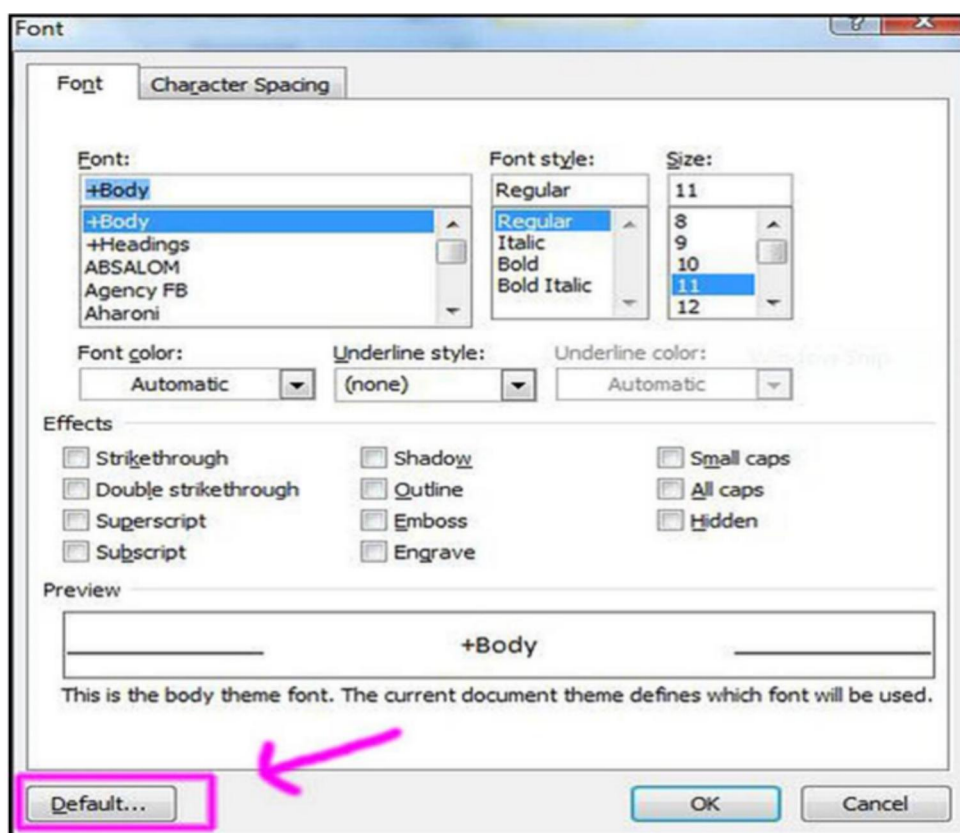 Font
Font Character Spacing
Font: Font style: Size:
+Body Regular 11
+Body Regular 8
+Headings Italic 9
ABSALOM Bold 10
Agency FB Bold Italic 11
Aharoni 12
Font color: Underline style: Underline color:
Automatic (none) Automatic
Effects
Strikethrough Shadow Small caps
Double strikethrough Outline All caps
Superscript Emboss Hidden
Subscript Engrave
Preview
+Body
This is the body theme font. The current document theme defines which font will be used.
Default... OK Cancel